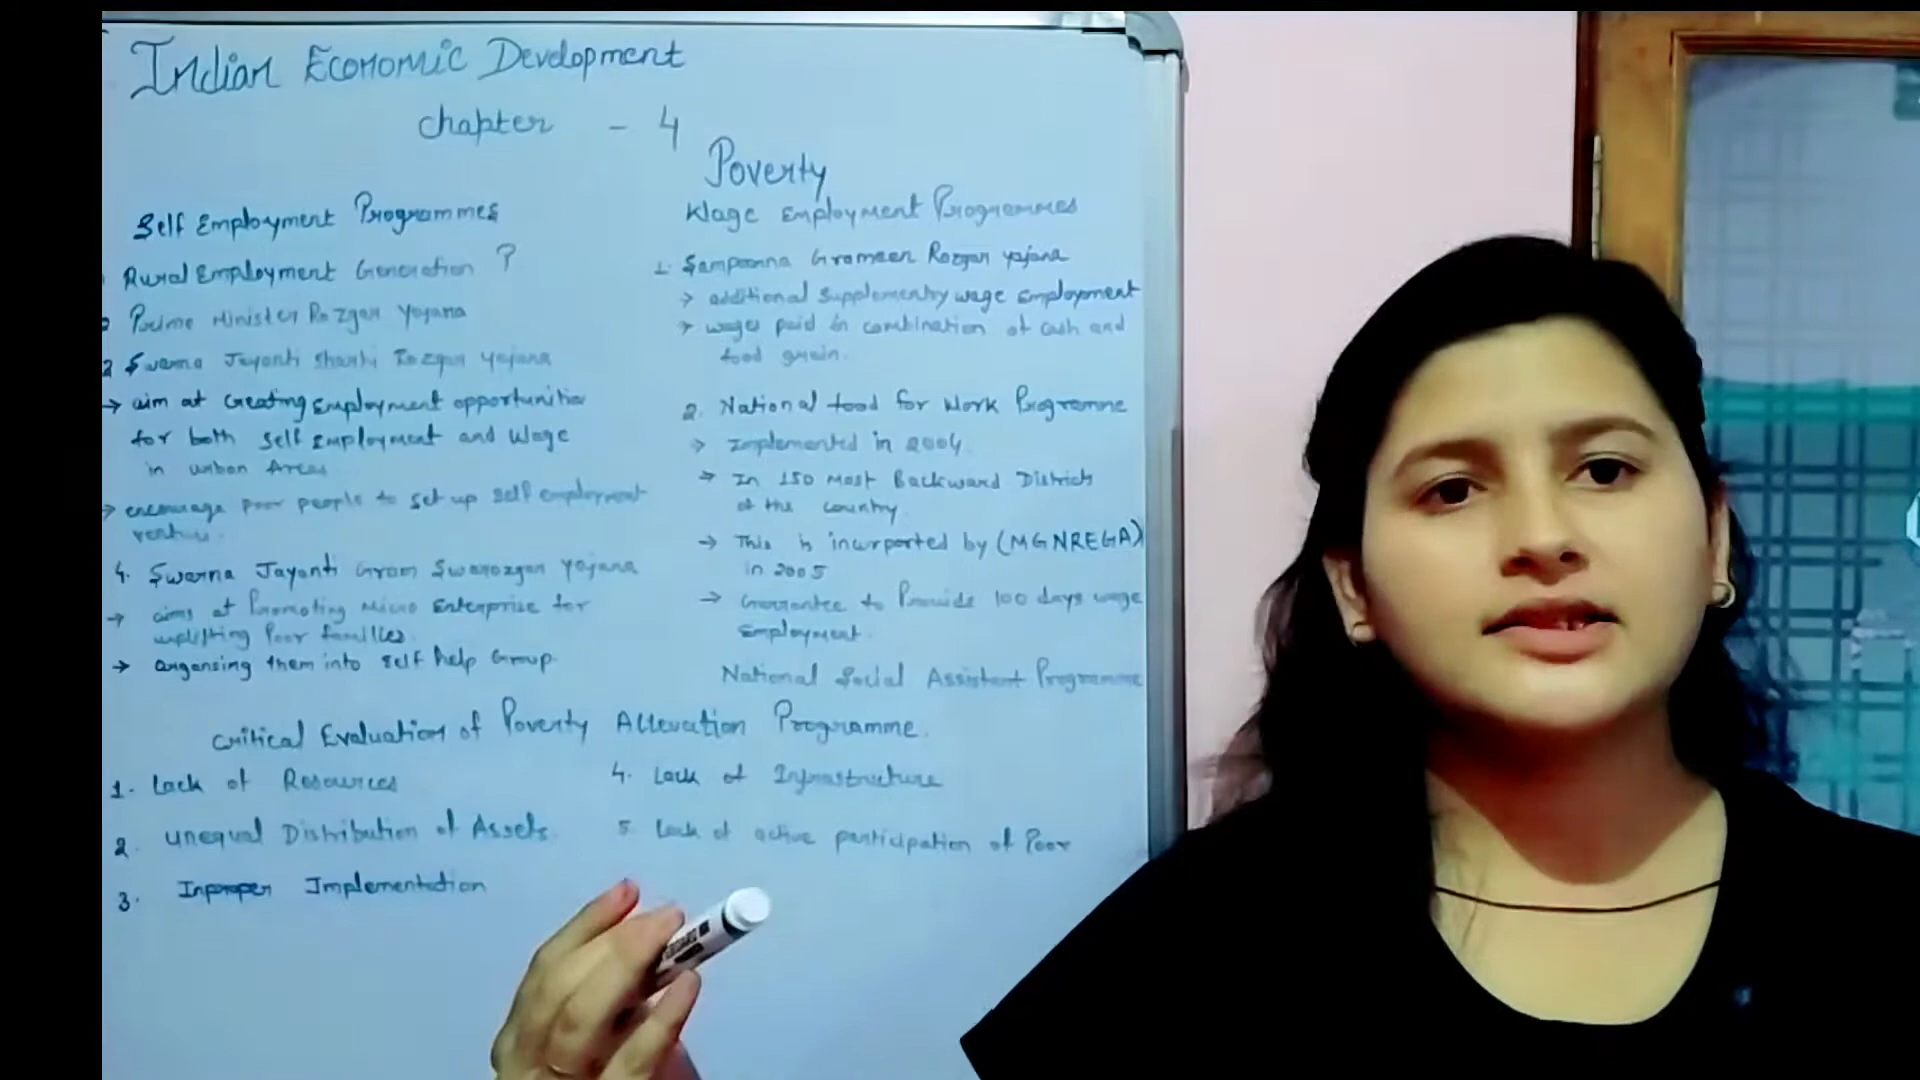 Indian Economic Development
Chapter - 4
Poverty
Self Employment Programmes
Rural Employment Generation ?
Prime Minister Rozgar Yojana
Swarna Jayanti Shahri Rozgar Yojana
→ aim at creating Employment opportunities
for both Self Employment and Wage
in urban Areas
→ encourage poor people to set up self employment
4. Swarna Jayanti Gram Swarozgar Yojana
→ aims at Promoting Micro Enterprise for
uplifting Poor families.
→ organsing them into self help Group.
Wage Employment Programmes
1. Sampoorna Grameen Rozgar Yojana
→ additional Supplementry wage Employment
→ wages paid in combination of cash and
food grain.
2. National food for Work Programme
→ Implemented in 2004.
→ In 150 Most Backward Districts
of the country
→ This is incorported by (MGNREGA)
in 2005
→ Guarantee to Provide 100 days wage
Employment.
National Social Assistant Programme
Critical Evaluation of Poverty Allevation Programme.
1. Lack of Resources
2. Unequal Distribution of Assets.
3. Inproper Implementation
4. Lack of Infrastructure
5. Lack of active participation of Poor